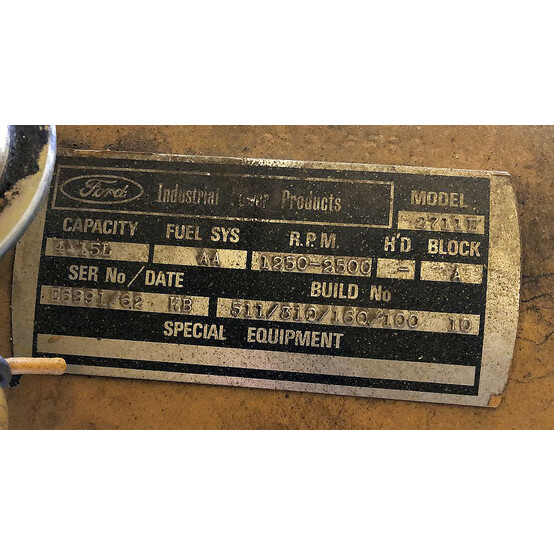 Ford Industrial Power Products
MODEL
2711E
CAPACITY FUEL SYS R.P.M. H'D BLOCK
4.15L AA 1250-2500 - A
SER No/DATE BUILD No
KB 511/310/160/100 10
SPECIAL EQUIPMENT